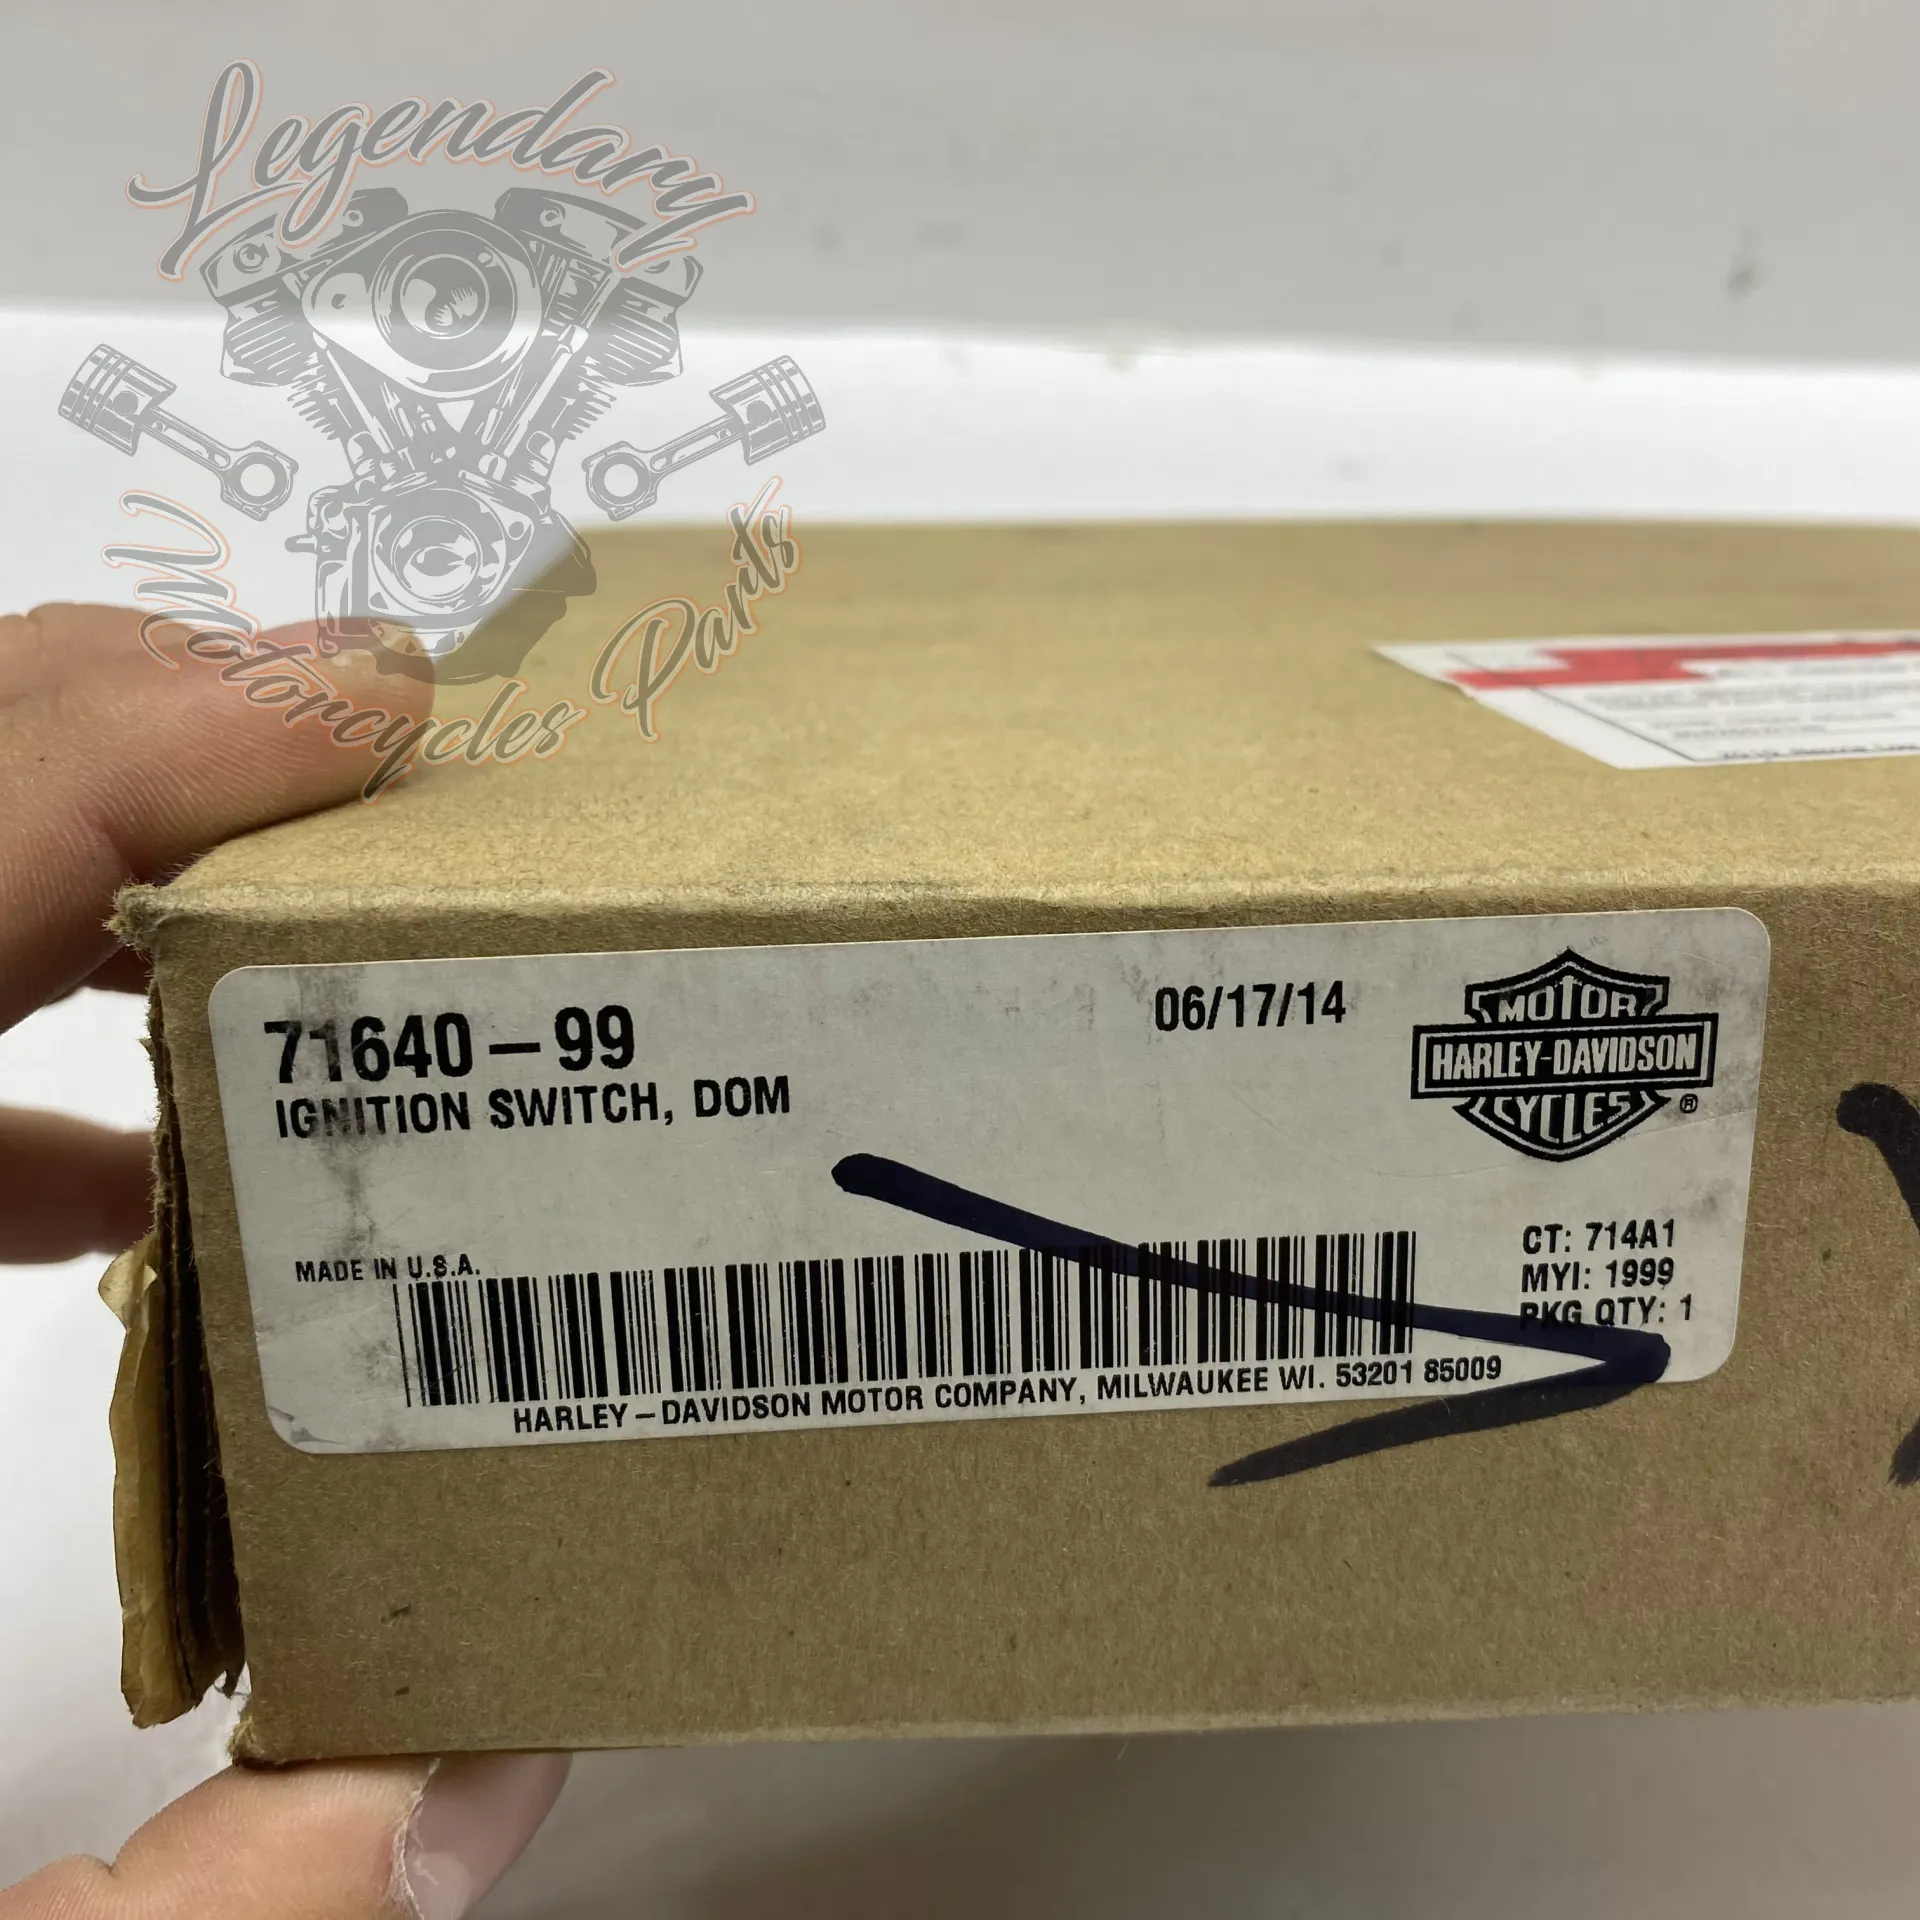 Legendary
Motorcycles Parts
71640-99
IGNITION SWITCH, DOM
06/17/14
MOTOR
HARLEY-DAVIDSON
CYCLES
®
MADE IN U.S.A.
CT: 714A1
MYI: 1999
PKG QTY: 1
HARLEY-DAVIDSON MOTOR COMPANY, MILWAUKEE WI. 53201 85009